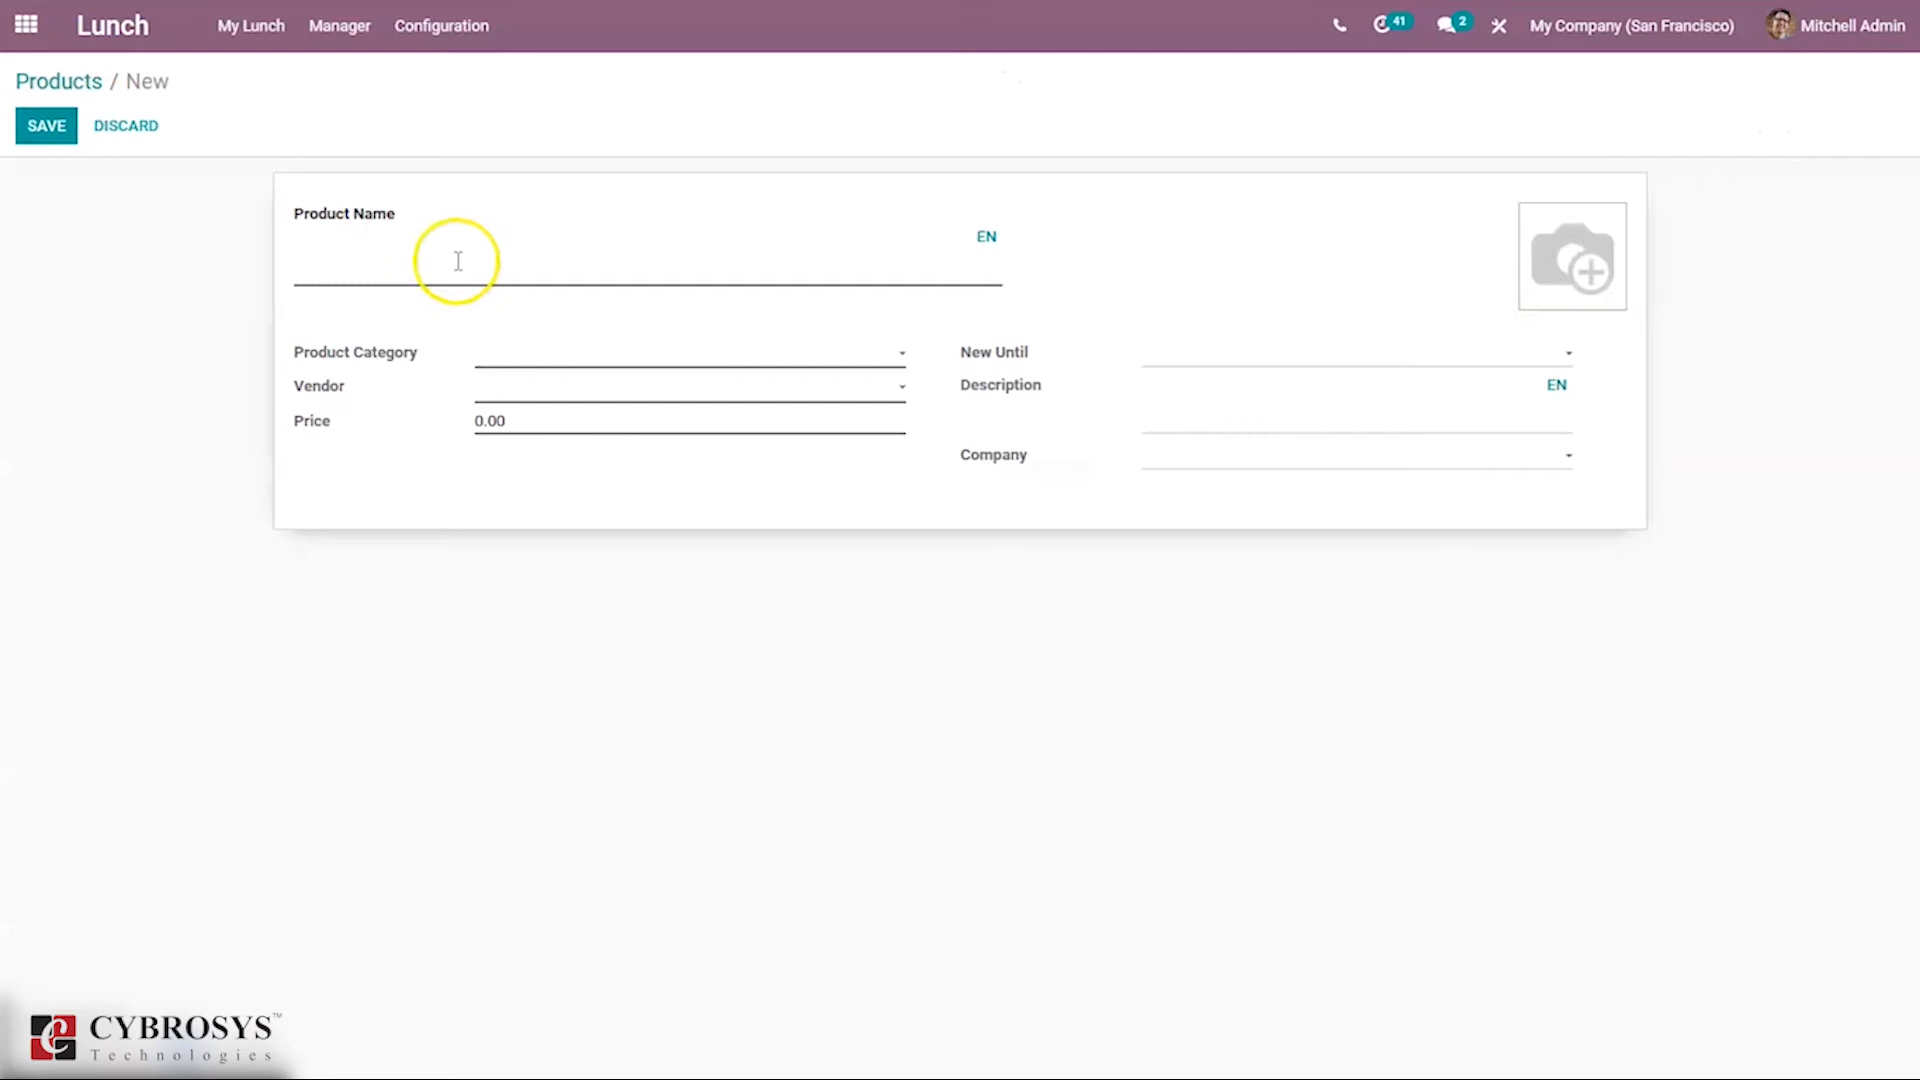 Lunch My Lunch Manager Configuration 41 2 My Company (San Francisco) Mitchell Admin
Products / New
SAVE DISCARD
Product Name
EN
Product Category New Until
Vendor Description EN
Price 0.00
Company
CYBROSYS™
Technologies